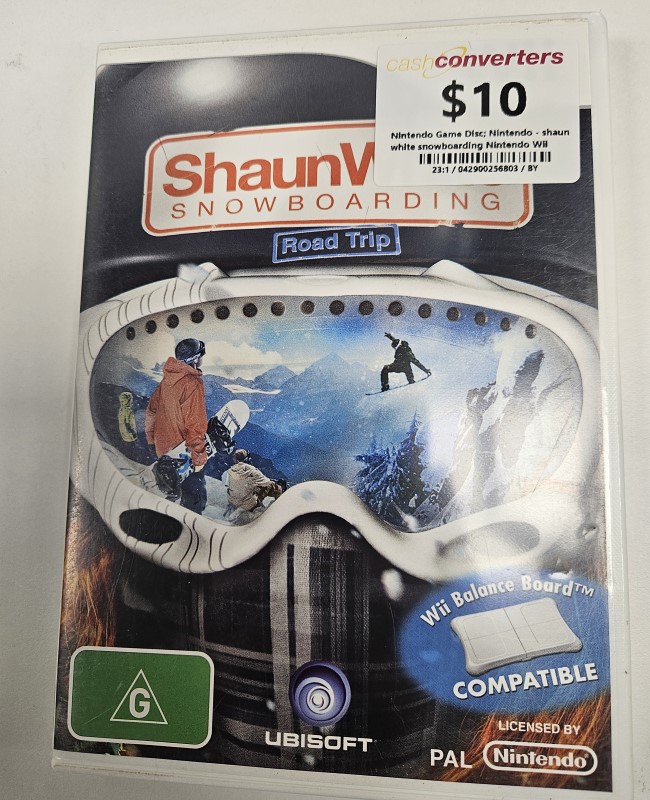 cashconverters
$10
Nintendo Game Disc; Nintendo - shaun
white snowboarding Nintendo Wii
23:1 / 042900256803 / BY
ShaunW
SNOWBOARDING
Road Trip
Wii Balance Board™
COMPATIBLE
G
UBISOFT
LICENSED BY
PAL Nintendo